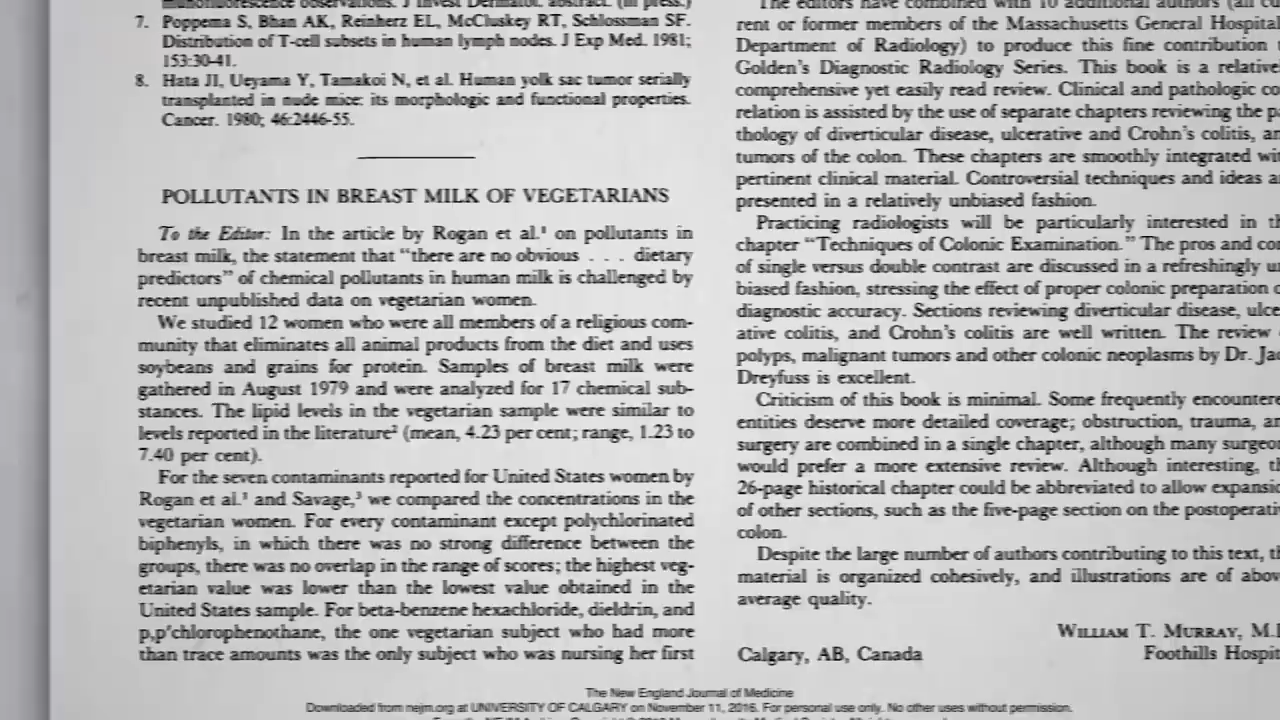 7. Poppema S, Bhan AK, Reinherz EL, McCluskey RT, Schlossman SF.
Distribution of T-cell subsets in human lymph nodes. J Exp Med. 1981;
153:30-41.
8. Hata JI, Ueyama Y, Tamakoi N, et al. Human yolk sac tumor serially
transplanted in nude mice: its morphologic and functional properties.
Cancer. 1980; 46:2446-55.
POLLUTANTS IN BREAST MILK OF VEGETARIANS
To the Editor: In the article by Rogan et al.¹ on pollutants in
breast milk, the statement that “there are no obvious . . . dietary
predictors” of chemical pollutants in human milk is challenged by
recent unpublished data on vegetarian women.
We studied 12 women who were all members of a religious com-
munity that eliminates all animal products from the diet and uses
soybeans and grains for protein. Samples of breast milk were
gathered in August 1979 and were analyzed for 17 chemical sub-
stances. The lipid levels in the vegetarian sample were similar to
levels reported in the literature² (mean, 4.23 per cent; range, 1.23 to
7.40 per cent).
For the seven contaminants reported for United States women by
Rogan et al.¹ and Savage,³ we compared the concentrations in the
vegetarian women. For every contaminant except polychlorinated
biphenyls, in which there was no strong difference between the
groups, there was no overlap in the range of scores; the highest veg-
etarian value was lower than the lowest value obtained in the
United States sample. For beta-benzene hexachloride, dieldrin, and
p,p'chlorophenothane, the one vegetarian subject who had more
than trace amounts was the only subject who was nursing her first
The editors have combined with 10 additional authors (all
rent or former members of the Massachusetts General Hospital
Department of Radiology) to produce this fine contribution
Golden's Diagnostic Radiology Series. This book is a relative
comprehensive yet easily read review. Clinical and pathologic co
relation is assisted by the use of separate chapters reviewing the pa
thology of diverticular disease, ulcerative and Crohn's colitis, an
tumors of the colon. These chapters are smoothly integrated wi
pertinent clinical material. Controversial techniques and ideas a
presented in a relatively unbiased fashion.
Practicing radiologists will be particularly interested in th
chapter “Techniques of Colonic Examination.” The pros and con
of single versus double contrast are discussed in a refreshingly u
biased fashion, stressing the effect of proper colonic preparation o
diagnostic accuracy. Sections reviewing diverticular disease, ulce
ative colitis, and Crohn's colitis are well written. The review
polyps, malignant tumors and other colonic neoplasms by Dr. Jac
Dreyfuss is excellent.
Criticism of this book is minimal. Some frequently encountere
entities deserve more detailed coverage; obstruction, trauma, an
surgery are combined in a single chapter, although many surgeo
would prefer a more extensive review. Although interesting, th
26-page historical chapter could be abbreviated to allow expansio
of other sections, such as the five-page section on the postoperati
colon.
Despite the large number of authors contributing to this text, th
material is organized cohesively, and illustrations are of abov
average quality.
WILLIAM T. MURRAY, M.D
Calgary, AB, Canada Foothills Hospit
The New England Journal of Medicine
Downloaded from nejm.org at UNIVERSITY OF CALGARY on November 11, 2016. For personal use only. No other uses without permission.